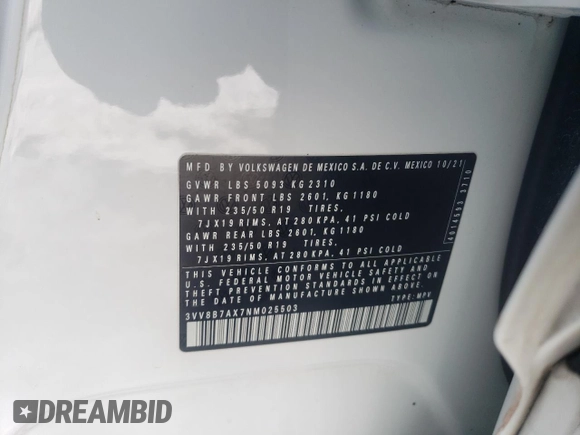 MFD BY VOLKSWAGEN DE MEXICO S.A. DE C.V. MEXICO 10/21
GVWR LBS 5093 KG 2310
GAWR FRONT LBS 2601, KG 1180
WITH 235/50 R19 TIRES,
7JX19 RIMS, AT 280 KPA, 41 PSI COLD
GAWR REAR LBS 2601, KG 1180
WITH 235/50 R19 TIRES,
7JX19 RIMS, AT 280 KPA, 41 PSI COLD
THIS VEHICLE CONFORMS TO ALL APPLICABLE
U.S. FEDERAL MOTOR VEHICLE SAFETY AND
THEFT PREVENTION STANDARDS IN EFFECT ON
THE DATE OF MANUFACTURE SHOWN ABOVE.
3VV8B7AX7NM025503 TYPE: MPV
4014593 3710
DREAMBID